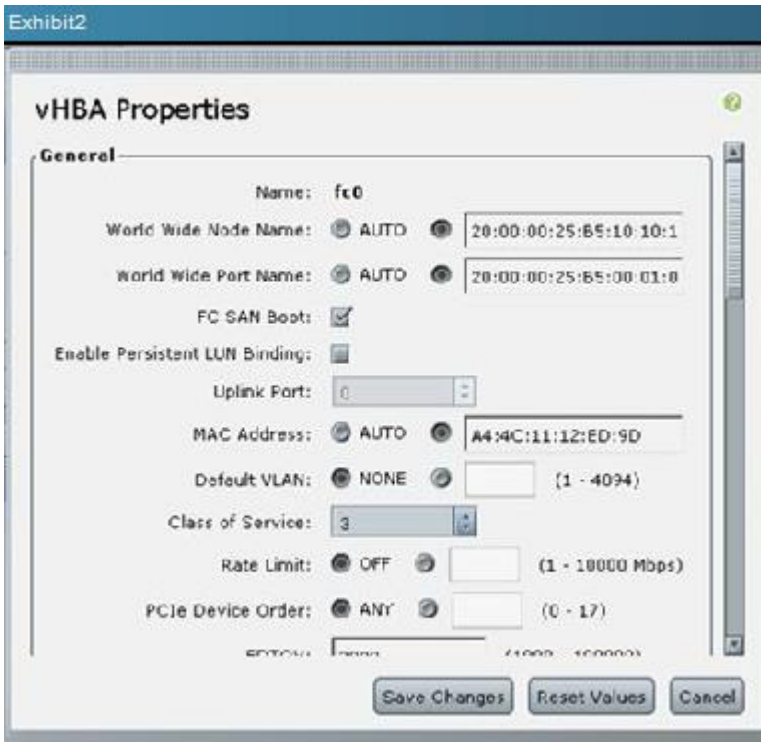 Exhibit2
vHBA Properties
General
Name: fc0
World Wide Node Name: AUTO 20:00:00:25:B5:10:10:1
World Wide Port Name: AUTO 20:00:00:25:B5:00:01:0
FC SAN Boot:
Enable Persistent LUN Binding:
Uplink Port: 0
MAC Address: AUTO A4:4C:11:12:ED:9D
Default VLAN: NONE (1 - 4094)
Class of Service: 3
Rate Limit: OFF (1 - 10000 Mbps)
PCIe Device Order: ANY (0 - 17)
Save Changes Reset Values Cancel